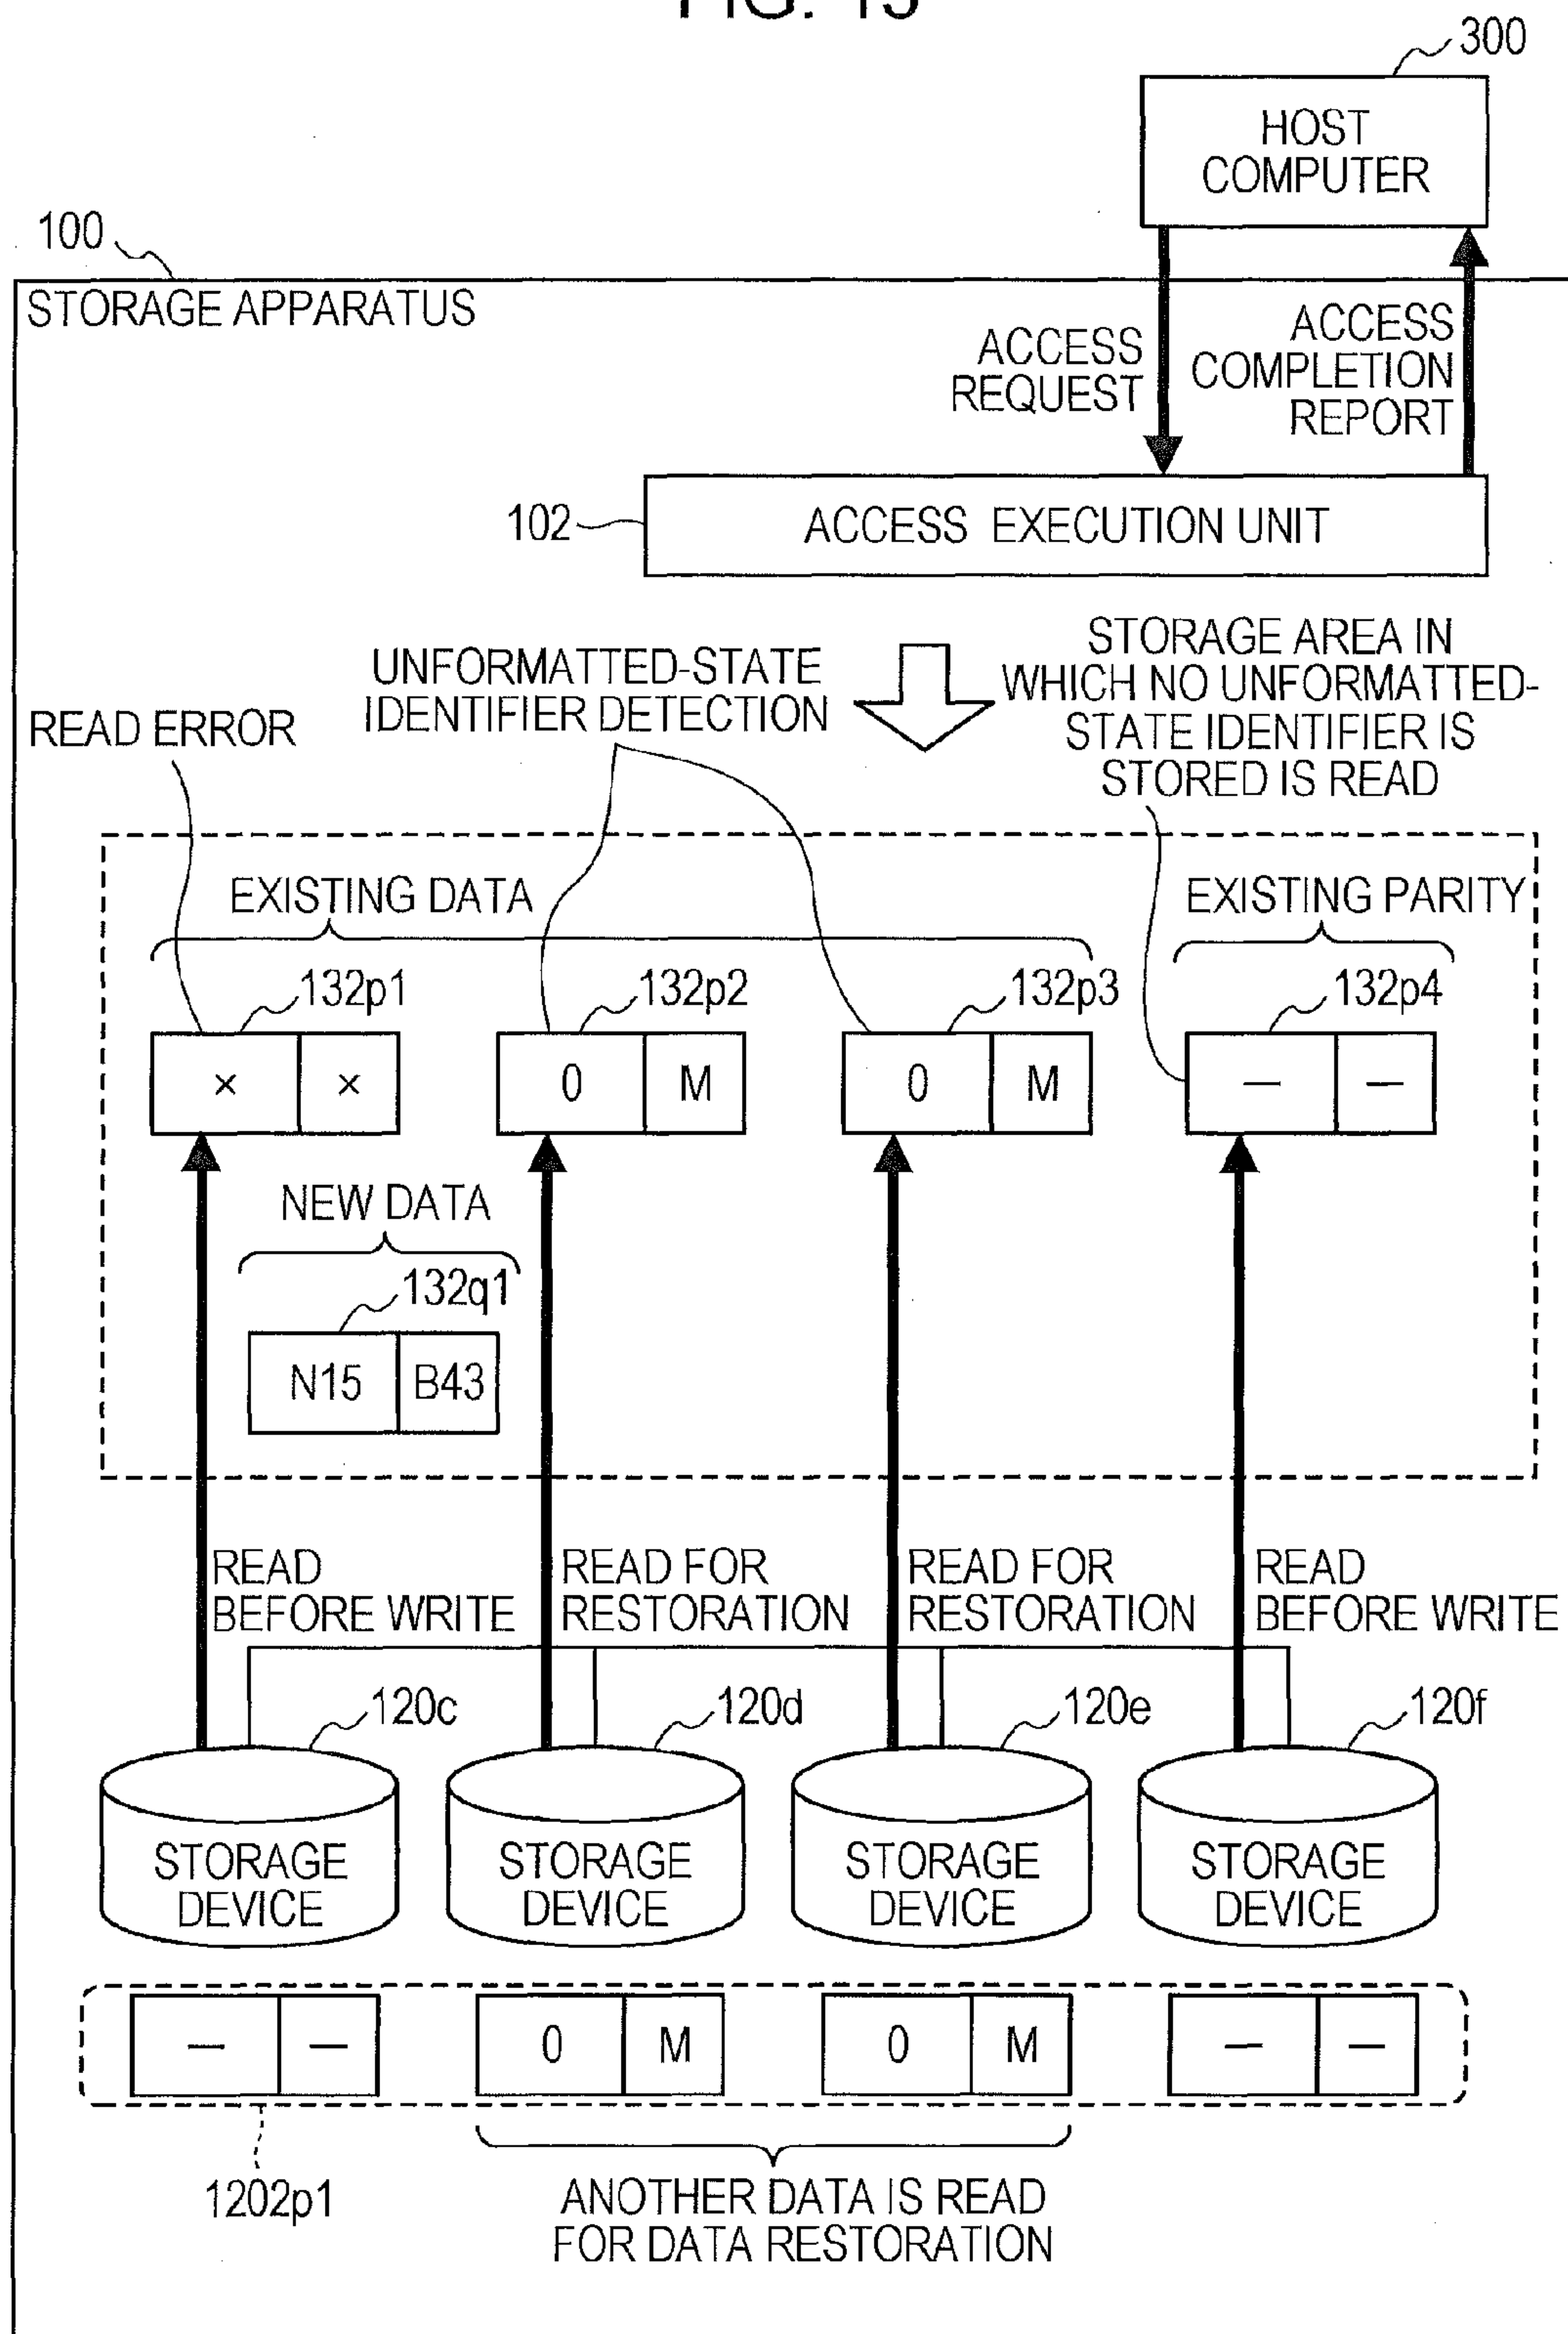 FIG. 15
300
HOST
COMPUTER
100
STORAGE APPARATUS
ACCESS
REQUEST
ACCESS
COMPLETION
REPORT
102
ACCESS EXECUTION UNIT
READ ERROR
UNFORMATTED-STATE
IDENTIFIER DETECTION
STORAGE AREA IN
WHICH NO UNFORMATTED-
STATE IDENTIFIER IS
STORED IS READ
EXISTING DATA
EXISTING PARITY
132p1
132p2
132p3
132p4
× ×
0 M
0 M
— —
NEW DATA
132q1
N15 B43
READ
BEFORE WRITE
READ FOR
RESTORATION
READ FOR
RESTORATION
READ
BEFORE WRITE
120c
120d
120e
120f
STORAGE
DEVICE
STORAGE
DEVICE
STORAGE
DEVICE
STORAGE
DEVICE
— —
0 M
0 M
— —
1202p1
ANOTHER DATA IS READ
FOR DATA RESTORATION